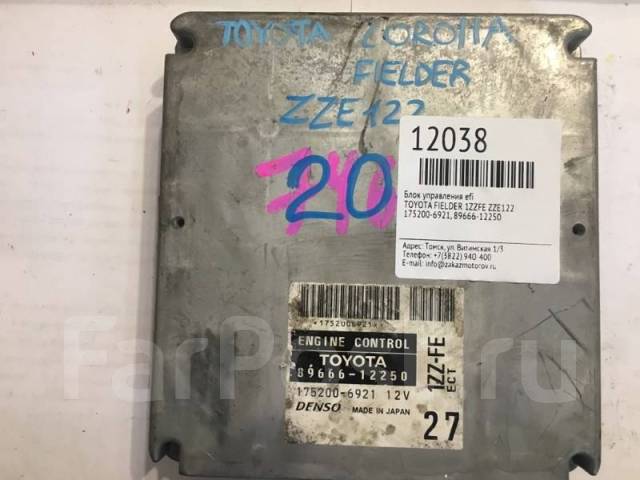 TOYOTA COROLLA
FIELDER
ZZE122
20
12038
Блок управления efi
TOYOTA FIELDER 1ZZFE ZZE122
175200-6921, 89666-12250
Адрес: Томск, ул. Витимская 1/3
Телефон: +7(3822) 940 400
E-mail: info@zakazmotorov.ru
*1752006921*
ENGINE CONTROL
TOYOTA
89666-12250
175200-6921 12V
DENSO MADE IN JAPAN
1ZZ-FE
ECT
27
FarPost.ru